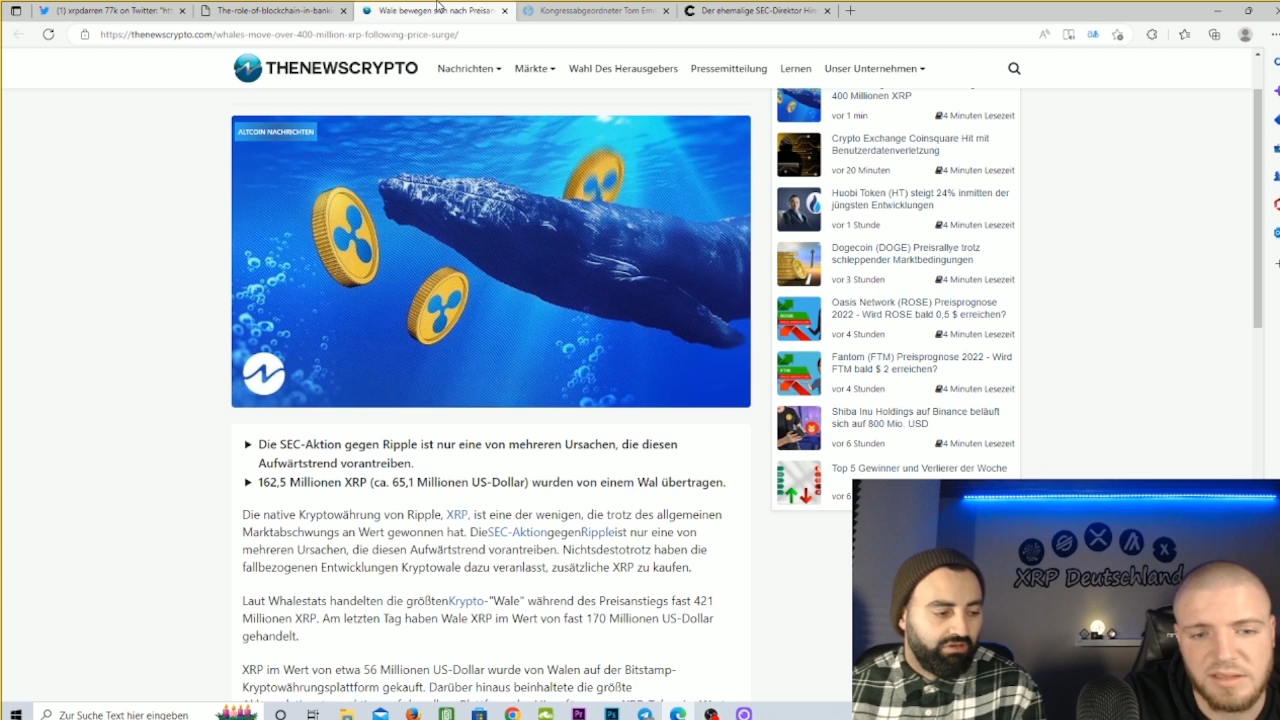 (1) xrpdarren 77k on Twitter: "htt
The-role-of-blockchain-in-bankin
Wale bewegen sich nach Preisan
Kongressabgeordneter Tom Em
Der ehemalige SEC-Direktor Hin
https://thenewscrypto.com/whales-move-over-400-million-xrp-following-price-surge/
THENEWSCRYPTO
Nachrichten
Märkte
Wahl Des Herausgebers
Pressemitteilung
Lernen
Unser Unternehmen
ALTCOIN NACHRICHTEN
400 Millionen XRP
vor 1 min
4 Minuten Lesezeit
Crypto Exchange Coinsquare Hit mit
Benutzerdatenverletzung
vor 20 Minuten
4 Minuten Lesezeit
Huobi Token (HT) steigt 24% inmitten der
jüngsten Entwicklungen
vor 1 Stunde
4 Minuten Lesezeit
Dogecoin (DOGE) Preisrallye trotz
schleppender Marktbedingungen
vor 3 Stunden
4 Minuten Lesezeit
Oasis Network (ROSE) Preisprognose
2022 - Wird ROSE bald 0,5 $ erreichen?
vor 4 Stunden
4 Minuten Lesezeit
Fantom (FTM) Preisprognose 2022 - Wird
FTM bald $ 2 erreichen?
vor 4 Stunden
4 Minuten Lesezeit
Shiba Inu Holdings auf Binance beläuft
sich auf 800 Mio. USD
vor 6 Stunden
4 Minuten Lesezeit
Top 5 Gewinner und Verlierer der Woche
vor 6
Die SEC-Aktion gegen Ripple ist nur eine von mehreren Ursachen, die diesen
Aufwärtstrend vorantreiben.
162,5 Millionen XRP (ca. 65,1 Millionen US-Dollar) wurden von einem Wal übertragen.
Die native Kryptowährung von Ripple, XRP, ist eine der wenigen, die trotz des allgemeinen
Marktabschwungs an Wert gewonnen hat. DieSEC-AktiongegenRippleist nur eine von
mehreren Ursachen, die diesen Aufwärtstrend vorantreiben. Nichtsdestotrotz haben die
fallbezogenen Entwicklungen Kryptowale dazu veranlasst, zusätzliche XRP zu kaufen.
Laut Whalestats handelten die größtenKrypto-"Wale" während des Preisanstiegs fast 421
Millionen XRP. Am letzten Tag haben Wale XRP im Wert von fast 170 Millionen US-Dollar
gehandelt.
XRP im Wert von etwa 56 Millionen US-Dollar wurde von Walen auf der Bitstamp-
Kryptowährungsplattform gekauft. Darüber hinaus beinhaltete die größte
XRP Deutschland
Zur Suche Text hier eingeben